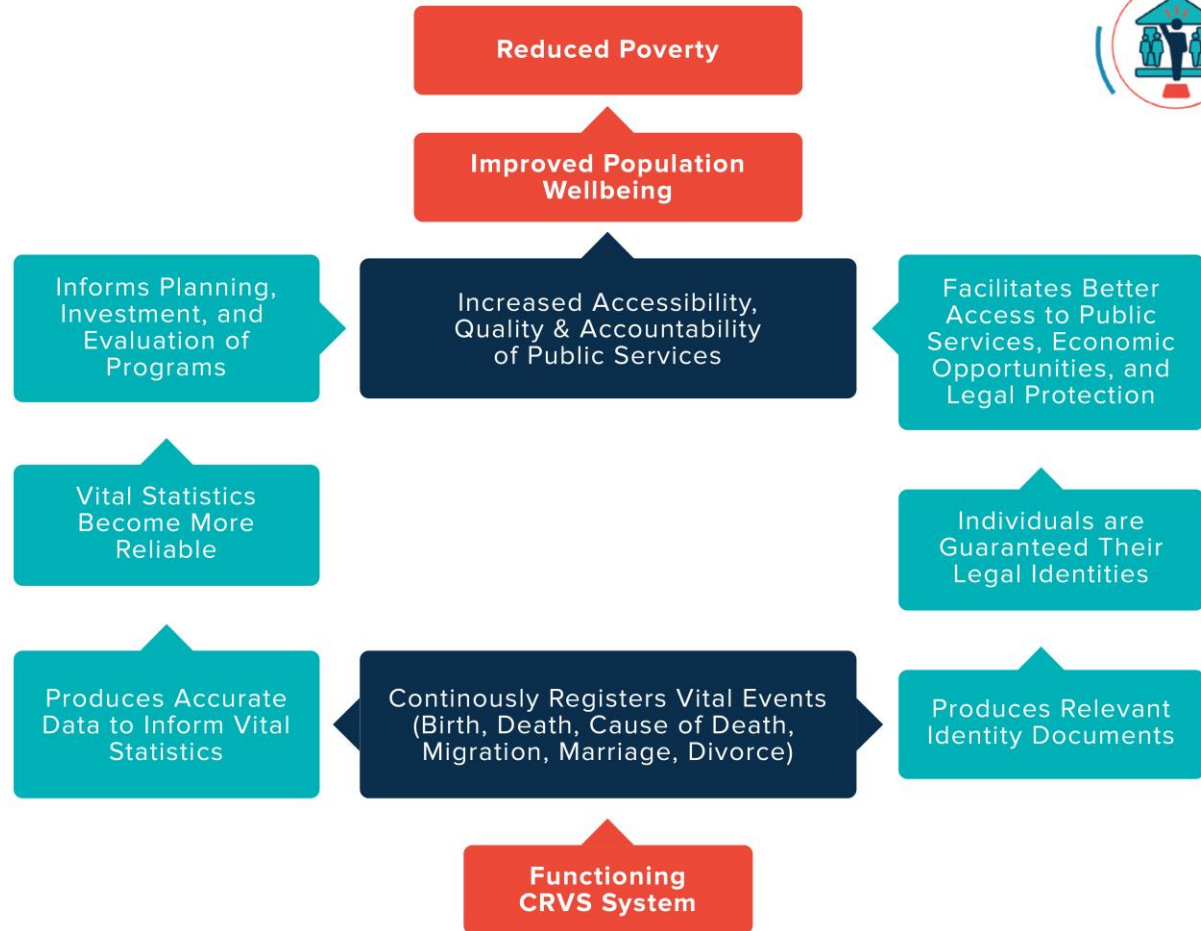 Reduced Poverty
Improved Population
Wellbeing
Informs Planning,
Investment, and
Evaluation of
Programs
Increased Accessibility,
Quality & Accountability
of Public Services
Facilitates Better
Access to Public
Services, Economic
Opportunities, and
Legal Protection
Vital Statistics
Become More
Reliable
Individuals are
Guaranteed Their
Legal Identities
Produces Accurate
Data to Inform Vital
Statistics
Continously Registers Vital Events
(Birth, Death, Cause of Death,
Migration, Marriage, Divorce)
Produces Relevant
Identity Documents
Functioning
CRVS System